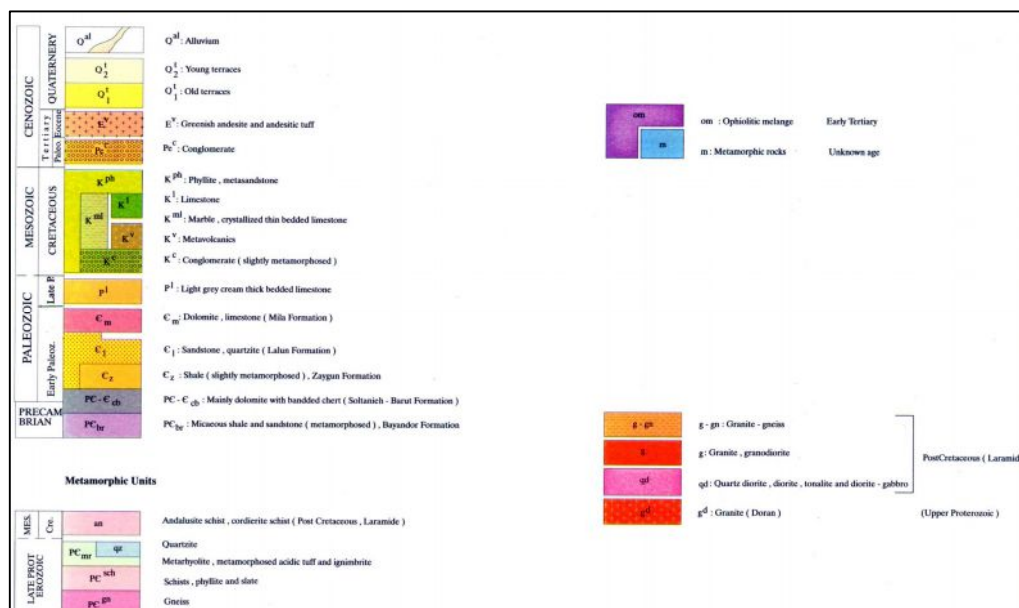 CENOZOIC
QUATERNERY
Q^al
Q^al : Alluvium
Q^t_2
Q^t_2 : Young terraces
Q^t_1
Q^t_1 : Old terraces
Tertiary
Eocene
E^v
E^v : Greenish andesite and andesitic tuff
Paleo.
Pe^c
Pe^c : Conglomerate
MESOZOIC
CRETACEOUS
K^ph
K^ph : Phyllite, metasandstone
K^l
K^l : Limestone
K^ml
K^ml : Marble , crystallized thin bedded limestone
K^v
K^v : Metavolcanics
K^c
K^c : Conglomerate ( slightly metamorphosed )
PALEOZOIC
Late P.
P^l
P^l : Light grey cream thick bedded limestone
Early Paleoz.
Є_m
Є_m : Dolomite , limestone ( Mila Formation )
Є_l
Є_l : Sandstone , quartzite ( Lalun Formation )
Є_z
Є_z : Shale ( slightly metamorphosed ) , Zaygun Formation
PRECAM
BRIAN
PC - Є_cb
PC - Є_cb : Mainly dolomite with bandded chert ( Soltanieh - Barut Formation )
PC_br
PC_br : Micaceous shale and sandstone ( metamorphosed ) , Bayandor Formation
om
om : Ophiolitic melange
Early Tertiary
m
m : Metamorphic rocks
Unknown age
g - gn
g - gn : Granite - gneiss
g
g: Granite , granodiorite
PostCretaceous ( Laramide
qd
qd : Quartz diorite , diorite , tonalite and diorite - gabbro
g^d
g^d : Granite ( Doran )
(Upper Proterozoic )
Metamorphic Units
MES.
Cre.
an
Andalusite schist , cordierite schist ( Post Cretaceous , Laramide )
LATE PROT
EROZOIC
PЄ_mr
qz
Quartzite
Metarhyolite , metamorphosed acidic tuff and ignimbrite
PЄ^sch
Schists , phyllite and slate
PЄ^gn
Gneiss